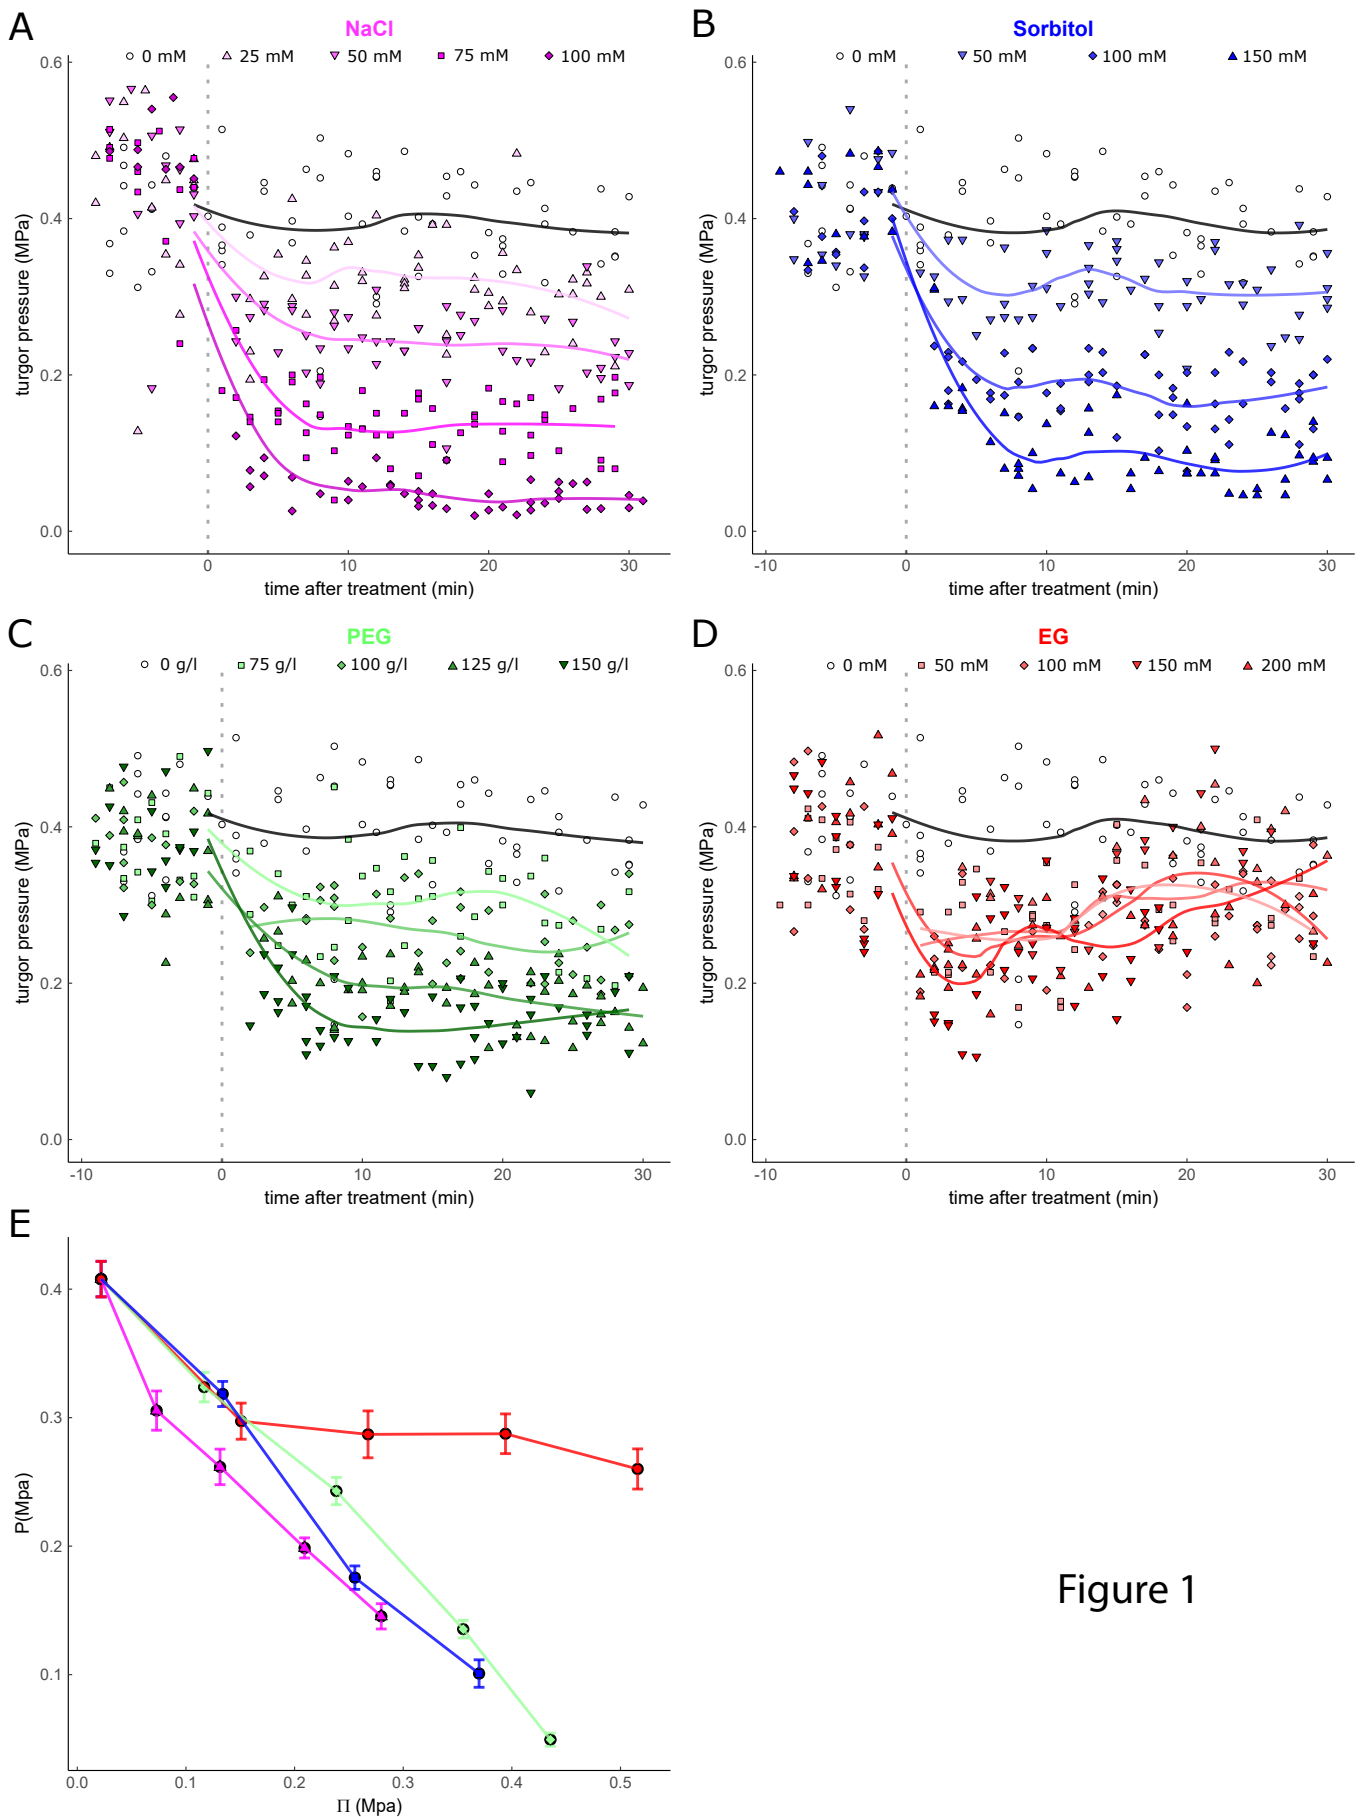 A
NaCl
0 mM 25 mM 50 mM 75 mM 100 mM
0.6
0.4
0.2
0.0
turgor pressure (MPa)
0 10 20 30
time after treatment (min)
B
Sorbitol
0 mM 50 mM 100 mM 150 mM
0.6
0.4
0.2
0.0
turgor pressure (MPa)
-10 0 10 20 30
time after treatment (min)
C
PEG
0 g/l 75 g/l 100 g/l 125 g/l 150 g/l
0.6
0.4
0.2
0.0
turgor pressure (MPa)
-10 0 10 20 30
time after treatment (min)
D
EG
0 mM 50 mM 100 mM 150 mM 200 mM
0.6
0.4
0.2
0.0
turgor pressure (MPa)
-10 0 10 20 30
time after treatment (min)
E
0.4
0.3
0.2
0.1
P(Mpa)
0.0 0.1 0.2 0.3 0.4 0.5
Π (Mpa)
Figure 1